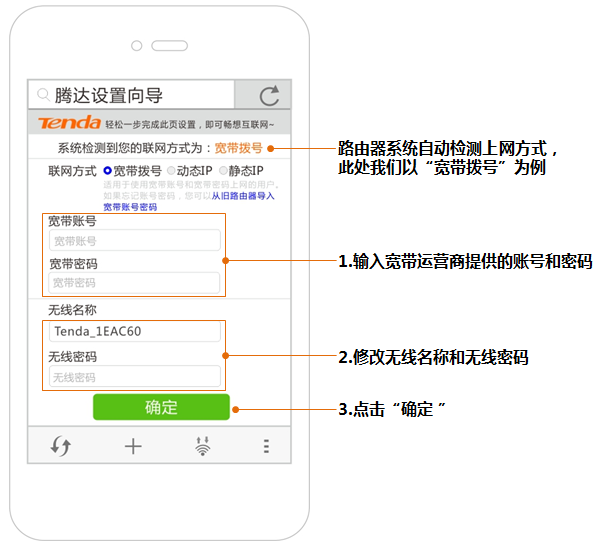 腾达设置向导
Tenda 轻松一步完成此页设置，即可畅想互联网~
系统检测到您的联网方式为：宽带拨号
联网方式 宽带拨号 动态IP 静态IP
适用于使用宽带账号和宽带密码上网的用户。
如果忘记账号密码，您可以从旧路由器导入
宽带账号密码
宽带账号
宽带账号
宽带密码
宽带密码
无线名称
Tenda_1EAC60
无线密码
无线密码
确定
路由器系统自动检测上网方式，
此处我们以“宽带拨号”为例
1.输入宽带运营商提供的账号和密码
2.修改无线名称和无线密码
3.点击“确定 ”